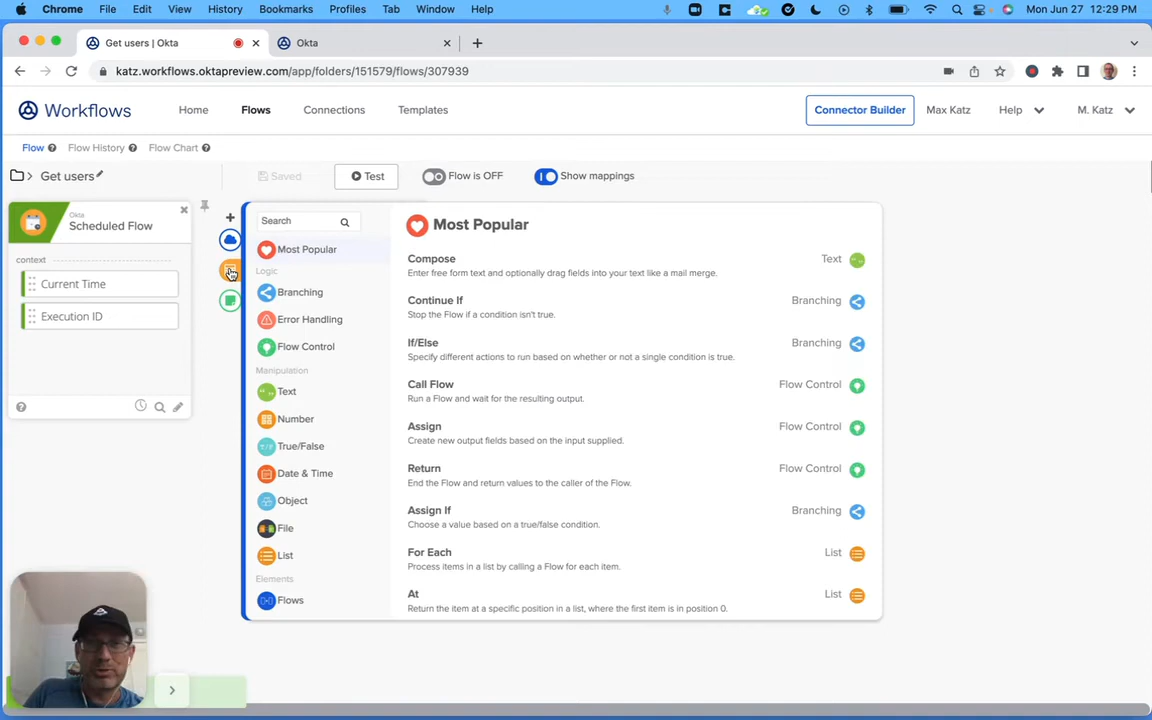 Chrome File Edit View History Bookmarks Profiles Tab Window Help Mon Jun 27 12:29 PM
Get users | Okta
Okta
katz.workflows.oktapreview.com/app/folders/151579/flows/307939
Workflows Home Flows Connections Templates Connector Builder Max Katz Help M. Katz
Flow Flow History Flow Chart
Get users
Saved
Test
Flow is OFF
Show mappings
Okta
Scheduled Flow
context
Current Time
Execution ID
Search
Most Popular
Logic
Branching
Error Handling
Flow Control
Manipulation
Text
Number
True/False
Date & Time
Object
File
List
Elements
Flows
Most Popular
Compose Text
Enter free form text and optionally drag fields into your text like a mail merge.
Continue If Branching
Stop the Flow if a condition isn't true.
If/Else Branching
Specify different actions to run based on whether or not a single condition is true.
Call Flow Flow Control
Run a Flow and wait for the resulting output.
Assign Flow Control
Create new output fields based on the input supplied.
Return Flow Control
End the Flow and return values to the caller of the Flow.
Assign If Branching
Choose a value based on a true/false condition.
For Each List
Process items in a list by calling a Flow for each item.
At List
Return the item at a specific position in a list, where the first item is in position 0.